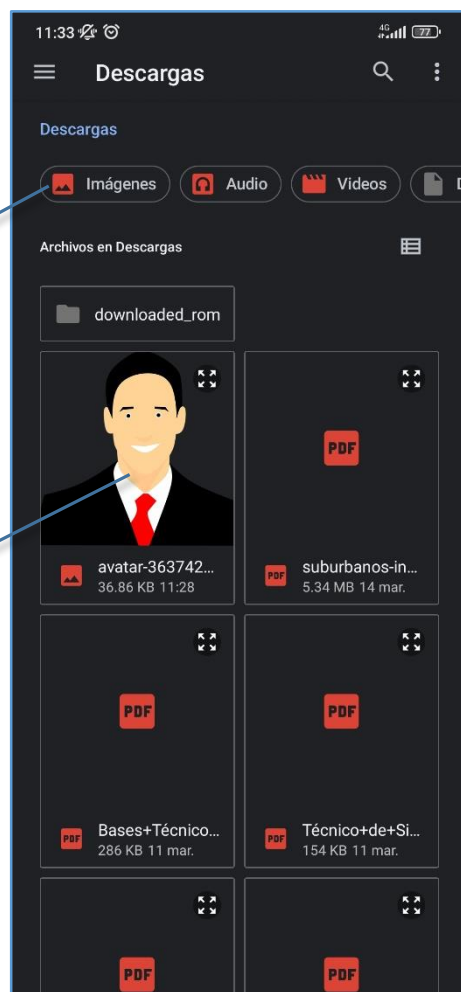 11:33 4G 77
Descargas
Descargas
Imágenes Audio Videos D
Archivos en Descargas
downloaded_rom
PDF
avatar-363742... PDF suburbanos-in...
36.86 KB 11:28 5.34 MB 14 mar.
PDF PDF
PDF Bases+Técnico... PDF Técnico+de+Si...
286 KB 11 mar. 154 KB 11 mar.
PDF PDF